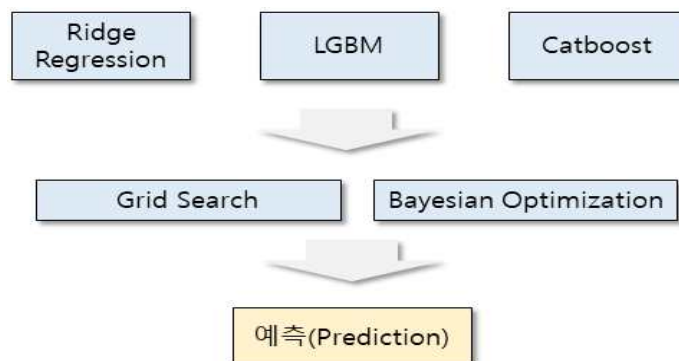 Ridge
Regression
LGBM
Catboost
Grid Search
Bayesian Optimization
예측(Prediction)